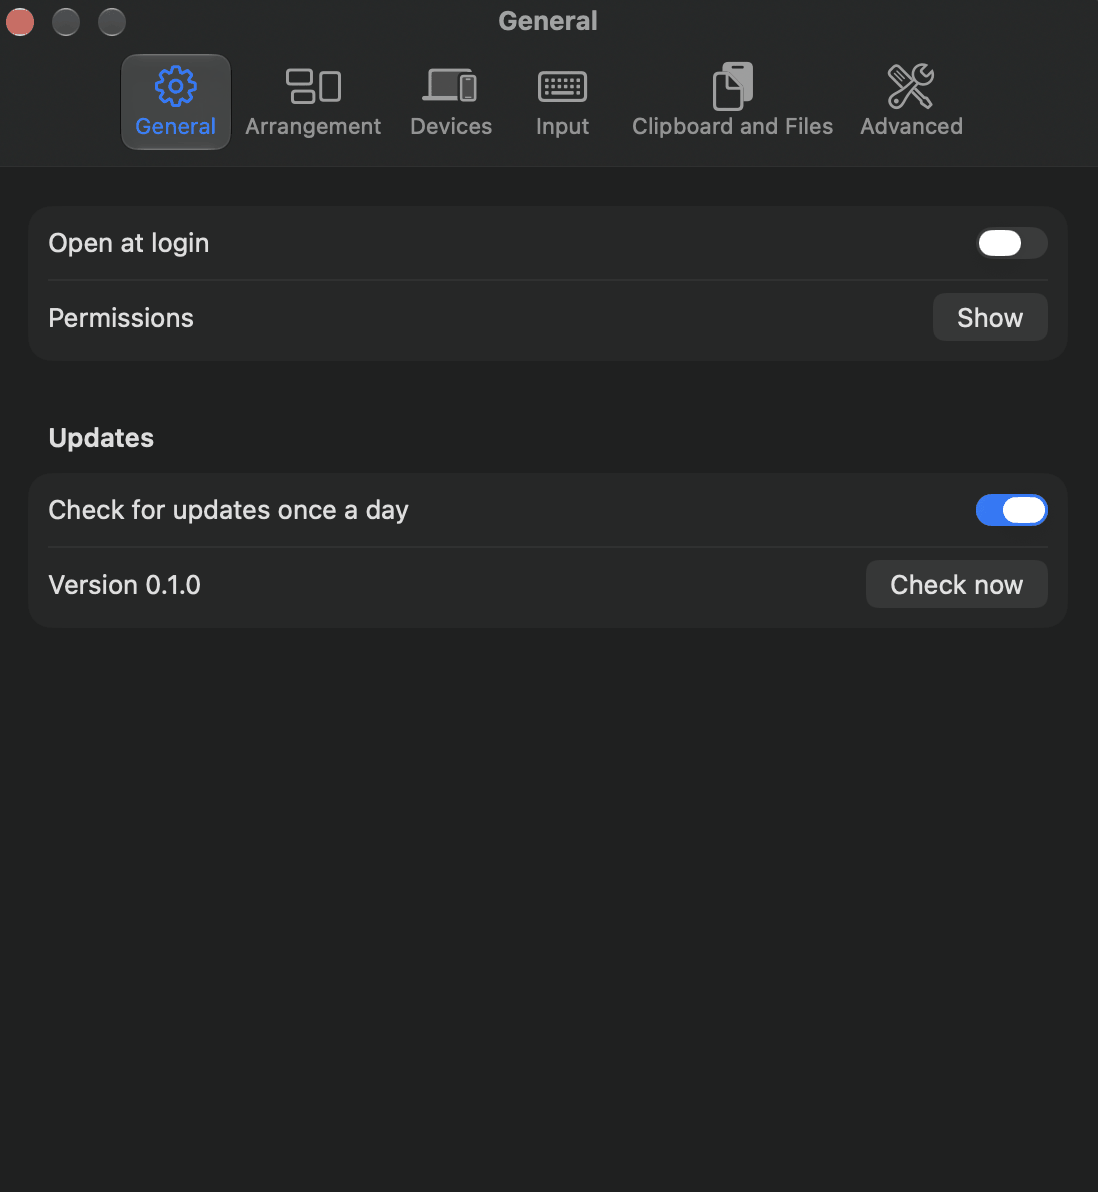 General
General
Arrangement
Devices
Input
Clipboard and Files
Advanced
Open at login
Permissions
Show
Updates
Check for updates once a day
Version 0.1.0
Check now